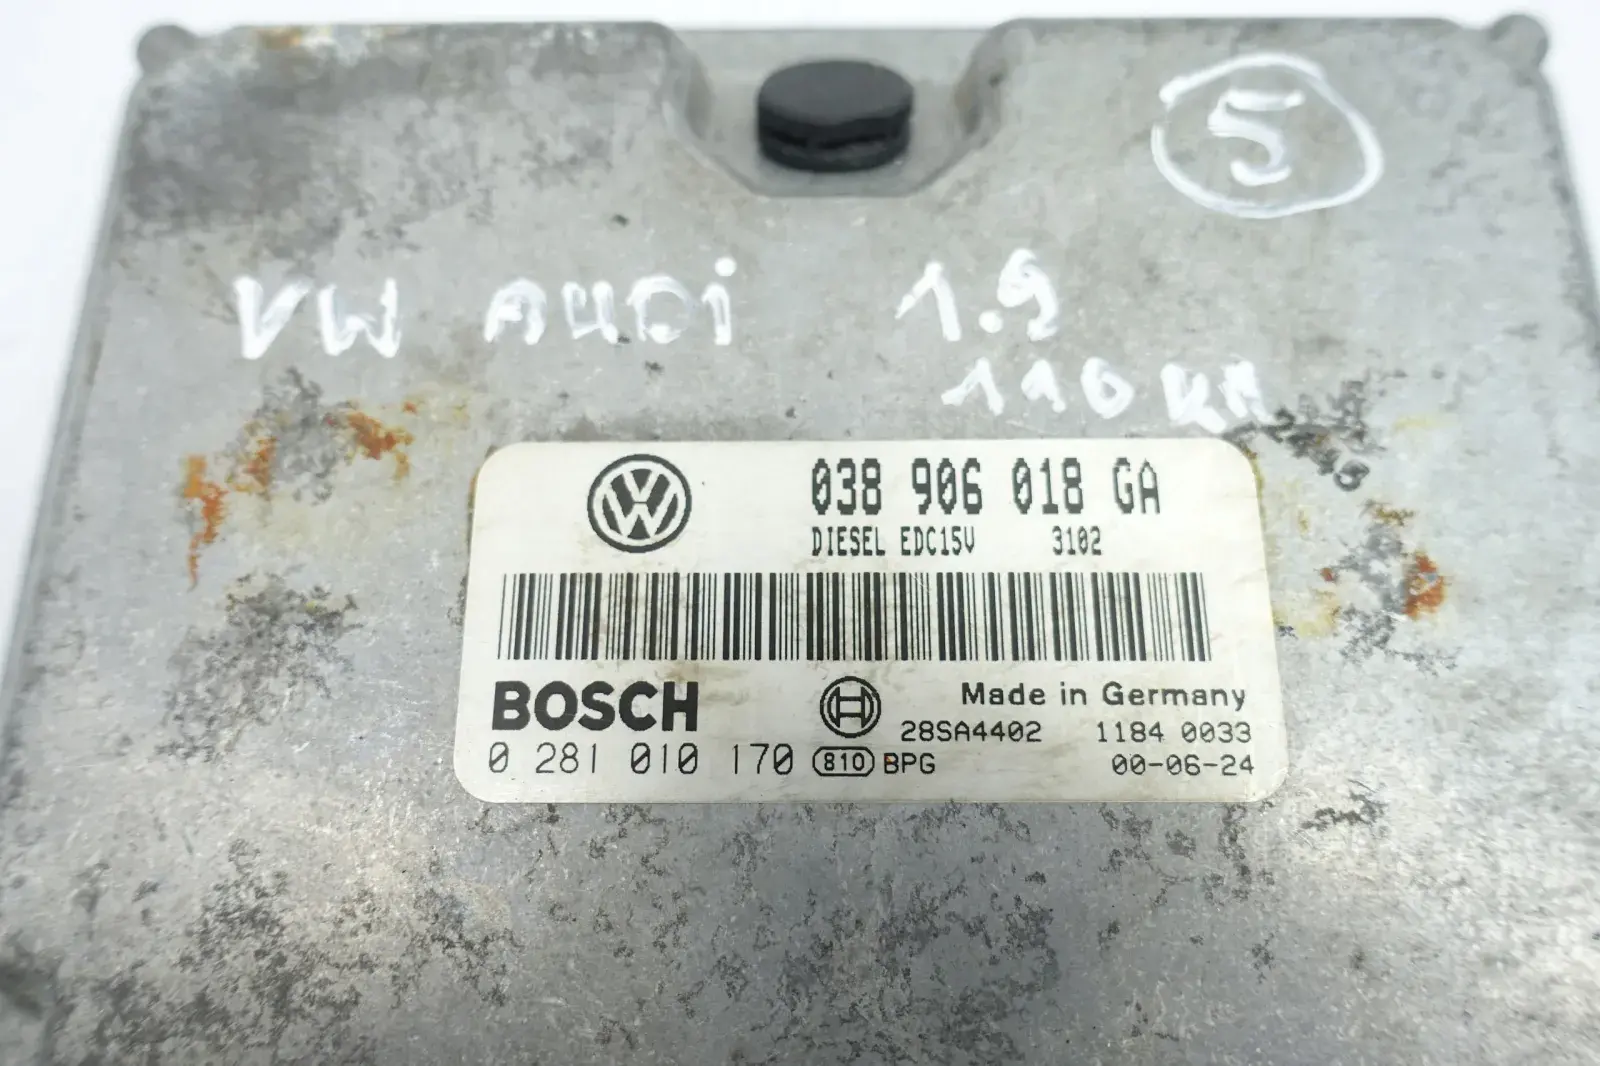 5
VW AUDi 1.9
110 KM
VW
038 906 018 GA
DIESEL EDC15V 3102
BOSCH
Made in Germany
28SA4402 1184 0033
0 281 010 170 810 BPG 00-06-24